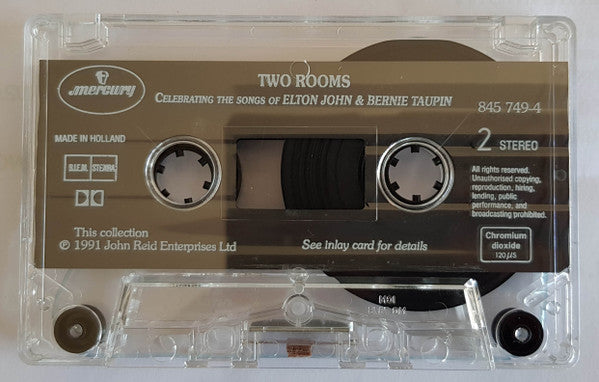 mercury
TWO ROOMS
CELEBRATING THE SONGS OF ELTON JOHN & BERNIE TAUPIN
845 749-4
MADE IN HOLLAND
B.I.E.M. STEMRA
2 STEREO
All rights reserved.
Unauthorised copying,
reproduction, hiring,
lending, public
performance, and
broadcasting prohibited.
This collection
℗ 1991 John Reid Enterprises Ltd
See inlay card for details
Chromium
dioxide
120 µS